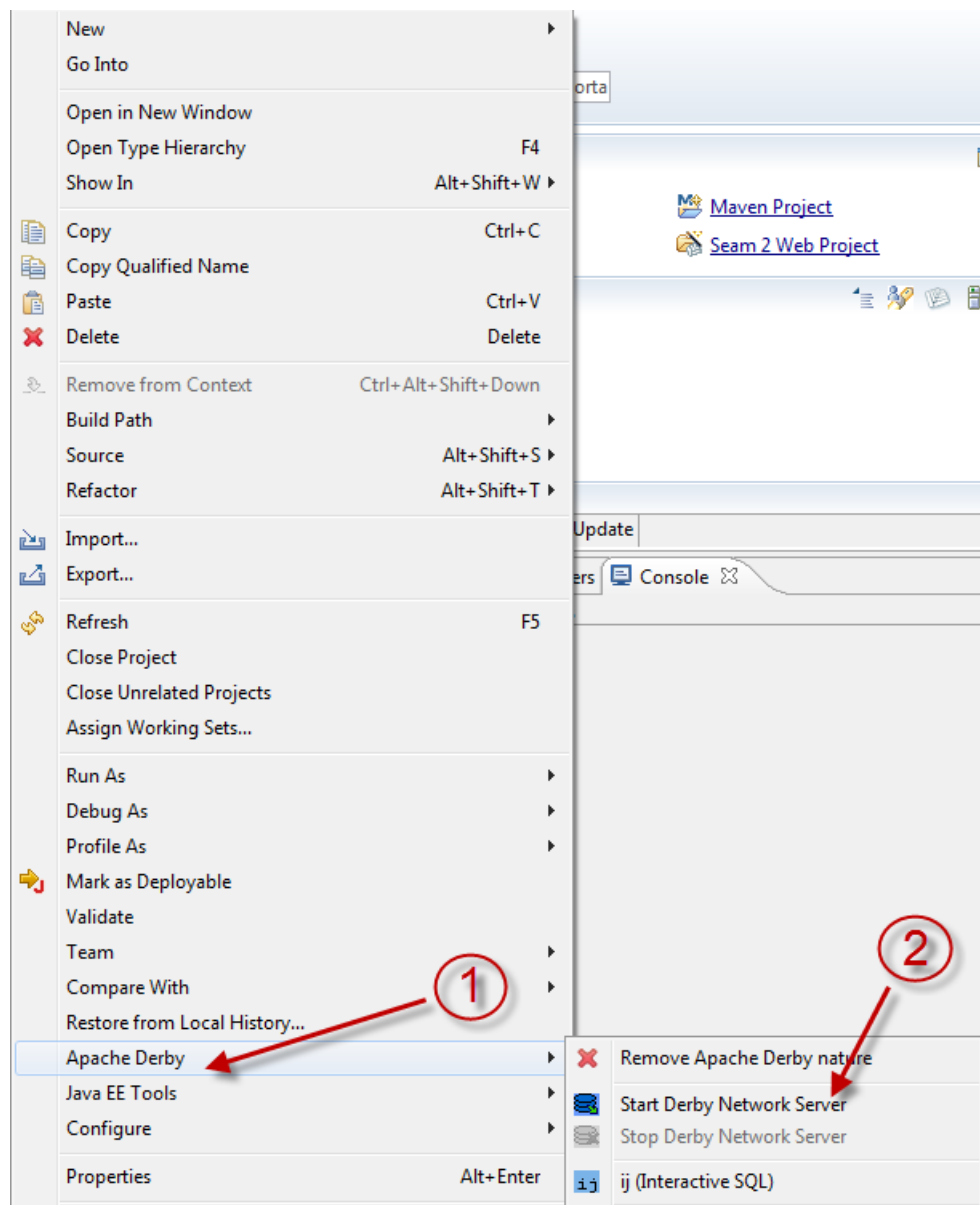 New
Go Into
orta
Open in New Window
Open Type Hierarchy F4
Show In Alt+Shift+W
Maven Project
Copy Ctrl+C
Seam 2 Web Project
Copy Qualified Name
Paste Ctrl+V
Delete Delete
Remove from Context Ctrl+Alt+Shift+Down
Build Path
Source Alt+Shift+S
Refactor Alt+Shift+T
Update
Import...
Export...
ers Console
Refresh F5
Close Project
Close Unrelated Projects
Assign Working Sets...
Run As
Debug As
Profile As
Mark as Deployable
Validate
Team
2
Compare With
1
Restore from Local History...
Apache Derby
Remove Apache Derby nature
Java EE Tools
Start Derby Network Server
Configure
Stop Derby Network Server
Properties Alt+Enter
ij ij (Interactive SQL)